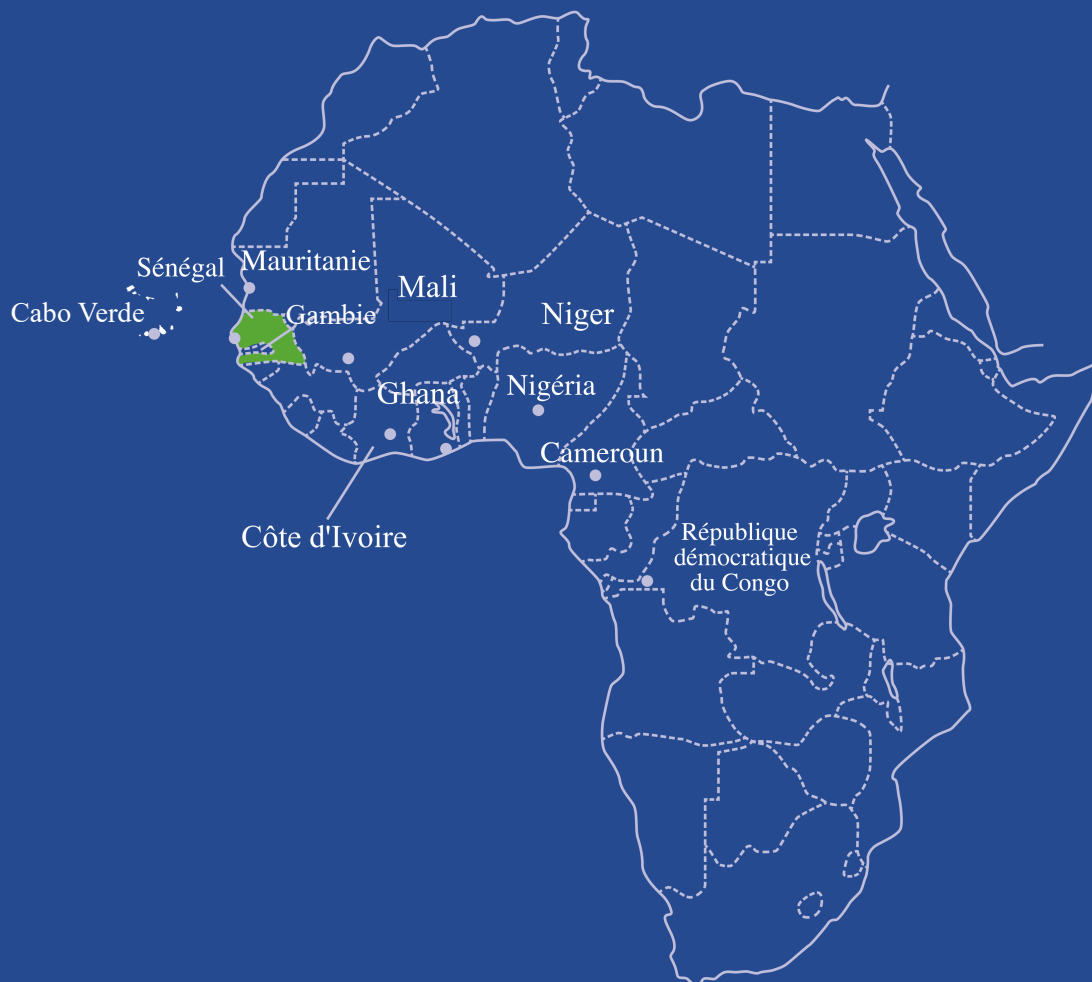 Mauritanie
Sénégal
Mali
Cabo Verde
Gambie
Niger
Ghana
Nigéria
Cameroun
Côte d'Ivoire
République
démocratique
du Congo